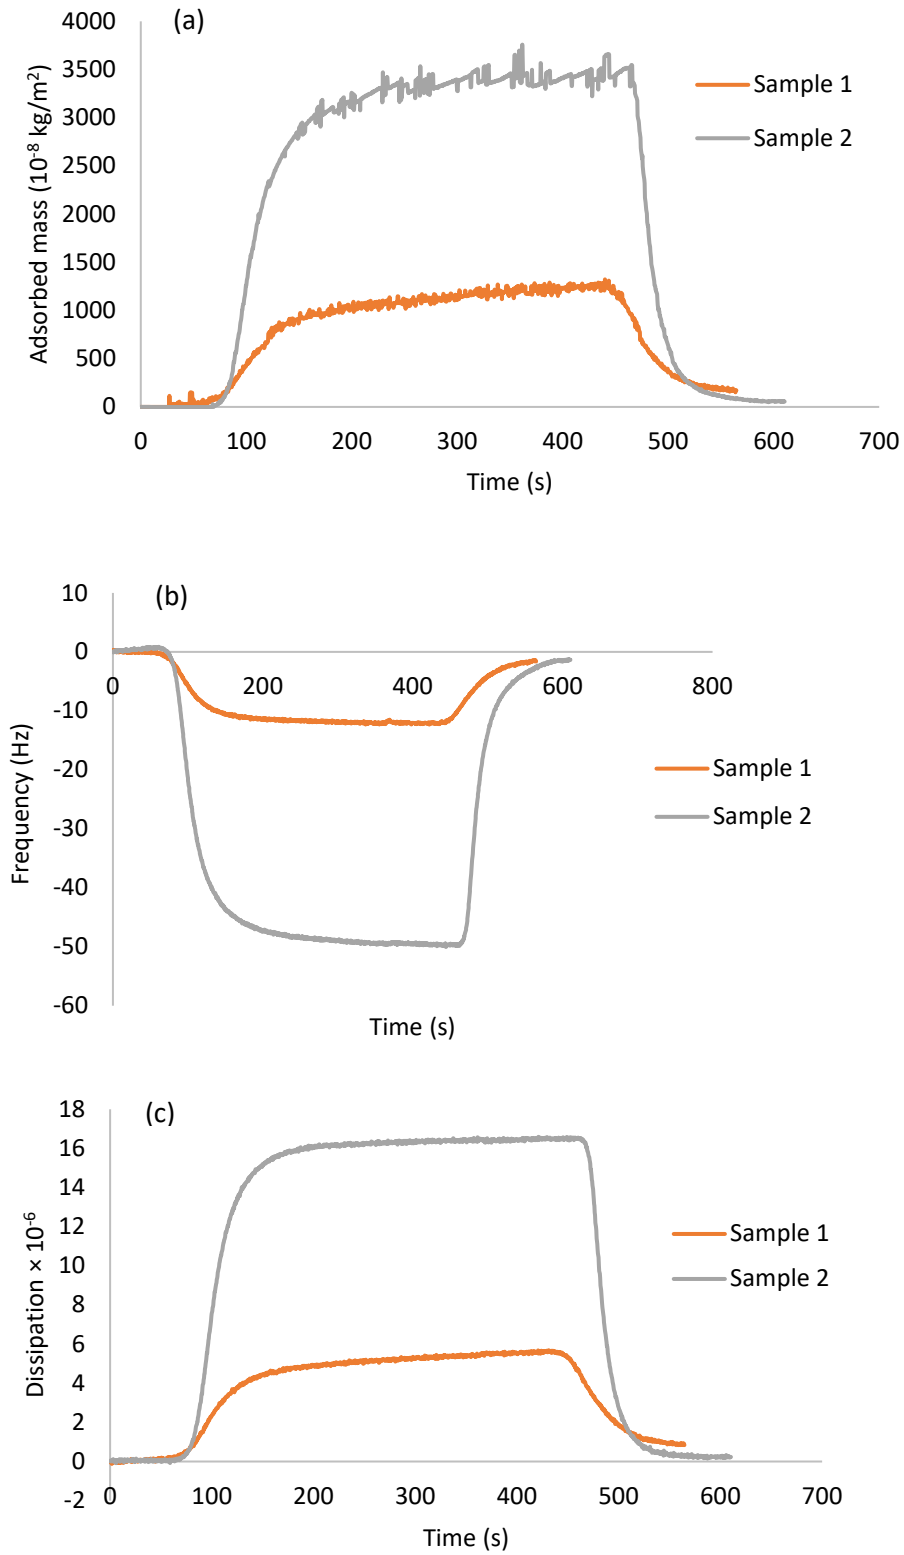 (a)
4000
3500
3000
2500
2000
1500
1000
500
0
Adsorbed mass (10⁻⁸ kg/m²)
Sample 1
Sample 2
0 100 200 300 400 500 600 700
Time (s)
(b)
10
0
-10
-20
-30
-40
-50
-60
Frequency (Hz)
0 200 400 600 800
Sample 1
Sample 2
Time (s)
(c)
18
16
14
12
10
8
6
4
2
0
-2
Dissipation × 10⁻⁶
Sample 1
Sample 2
0 100 200 300 400 500 600 700
Time (s)